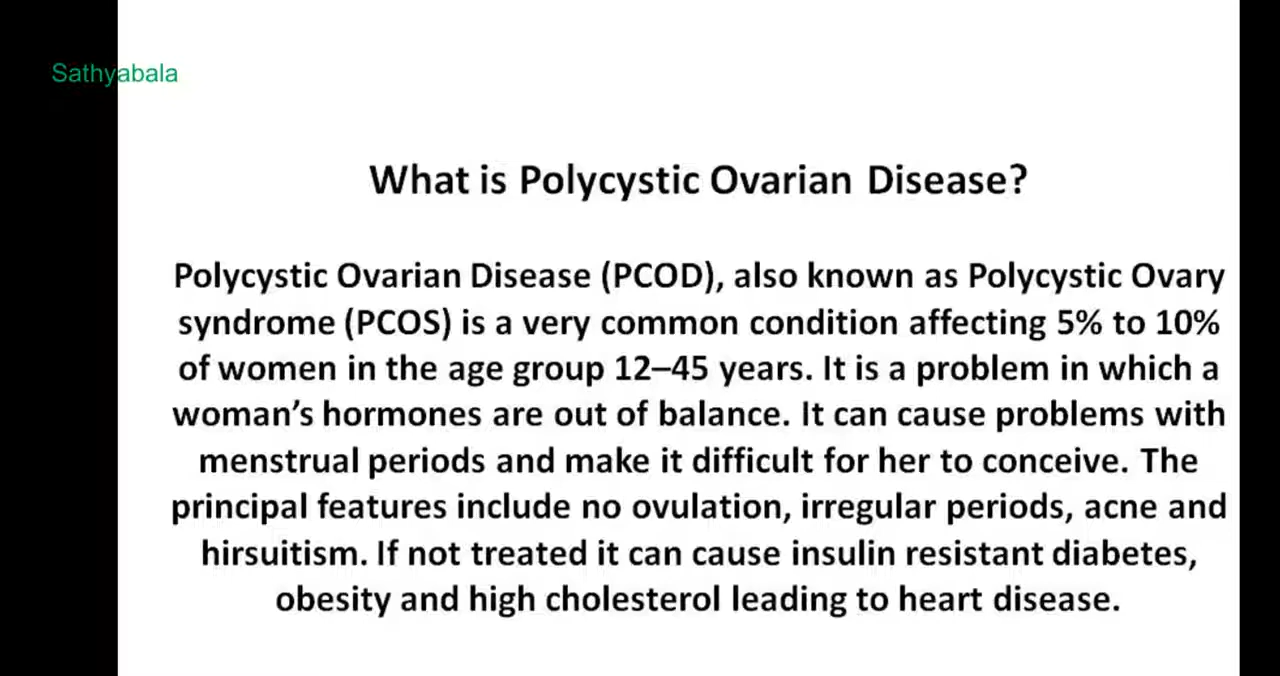 Sathyabala
What is Polycystic Ovarian Disease?
Polycystic Ovarian Disease (PCOD), also known as Polycystic Ovary
syndrome (PCOS) is a very common condition affecting 5% to 10%
of women in the age group 12–45 years. It is a problem in which a
woman’s hormones are out of balance. It can cause problems with
menstrual periods and make it difficult for her to conceive. The
principal features include no ovulation, irregular periods, acne and
hirsuitism. If not treated it can cause insulin resistant diabetes,
obesity and high cholesterol leading to heart disease.